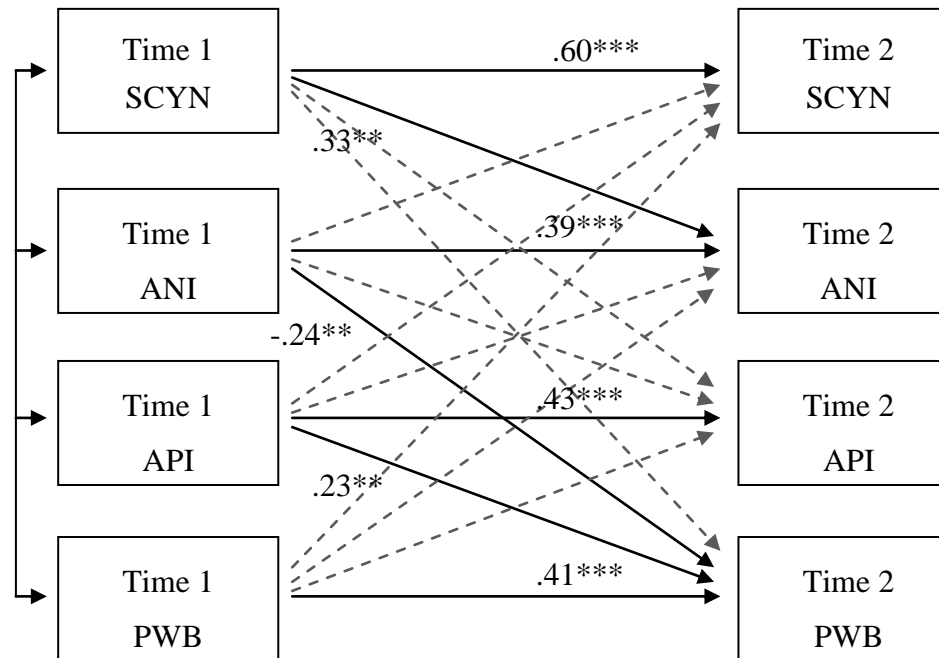 Time 1
SCYN
.60***
Time 2
SCYN
.33**
Time 1
ANI
.39***
Time 2
ANI
-.24**
Time 1
API
.43***
Time 2
API
.23**
Time 1
PWB
.41***
Time 2
PWB